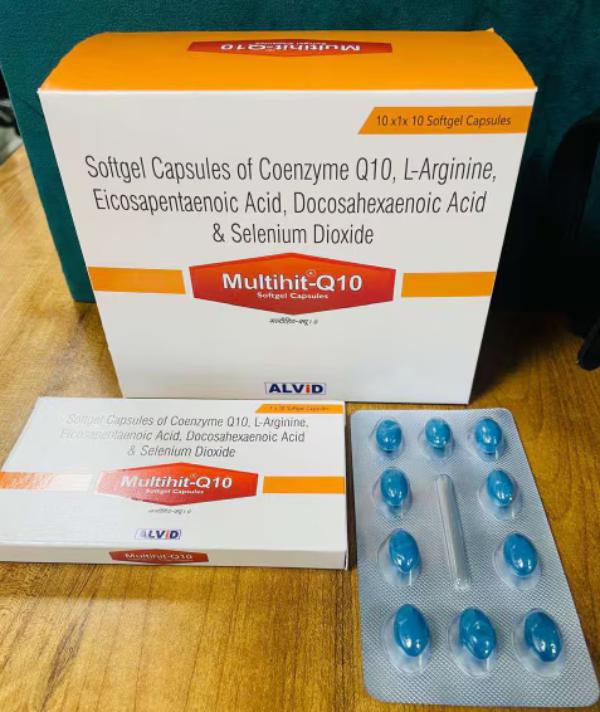 Multihit-Q10
Softgel Capsules
10 x1x 10 Softgel Capsules
Softgel Capsules of Coenzyme Q10, L-Arginine,
Eicosapentaenoic Acid, Docosahexaenoic Acid
& Selenium Dioxide
Multihit®-Q10
Softgel Capsules
ALViD
1 x 10 Softgel Capsules
Softgel Capsules of Coenzyme Q10, L-Arginine,
Eicosapentaenoic Acid, Docosahexaenoic Acid
& Selenium Dioxide
Multihit®-Q10
Softgel Capsules
ALViD
Multihit-Q10